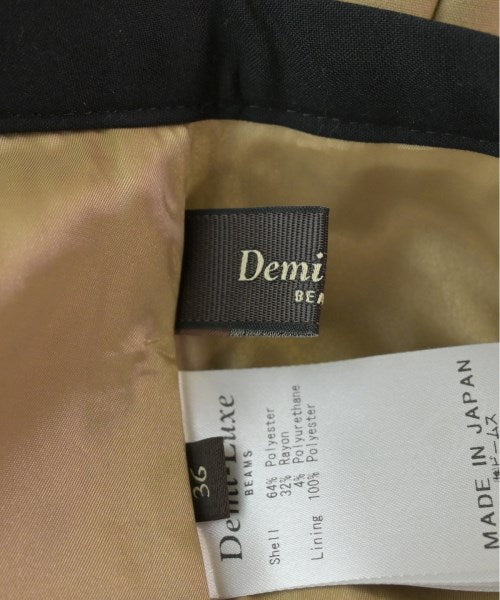 Demi
BEA
36
Demi-Luxe
BEAMS
Shell 64% Polyester
32% Rayon
4% Polyurethane
Lining 100% Polyester
MADE IN JAPAN
㈱ビームス